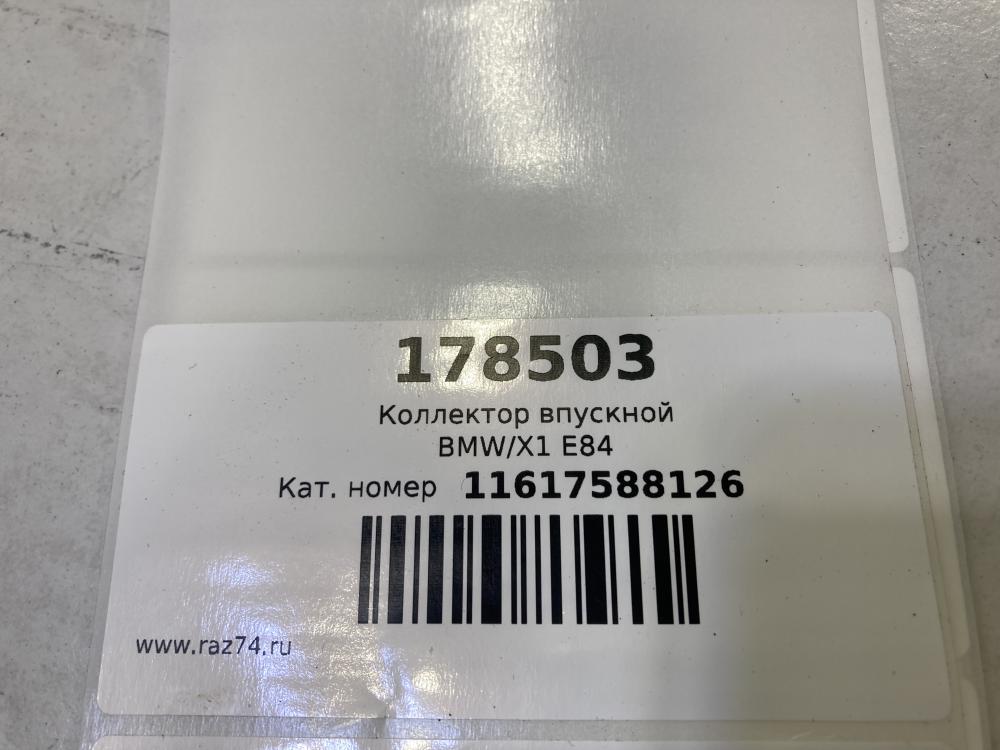 178503
Коллектор впускной
BMW/X1 E84
Кат. номер 11617588126
www.raz74.ru